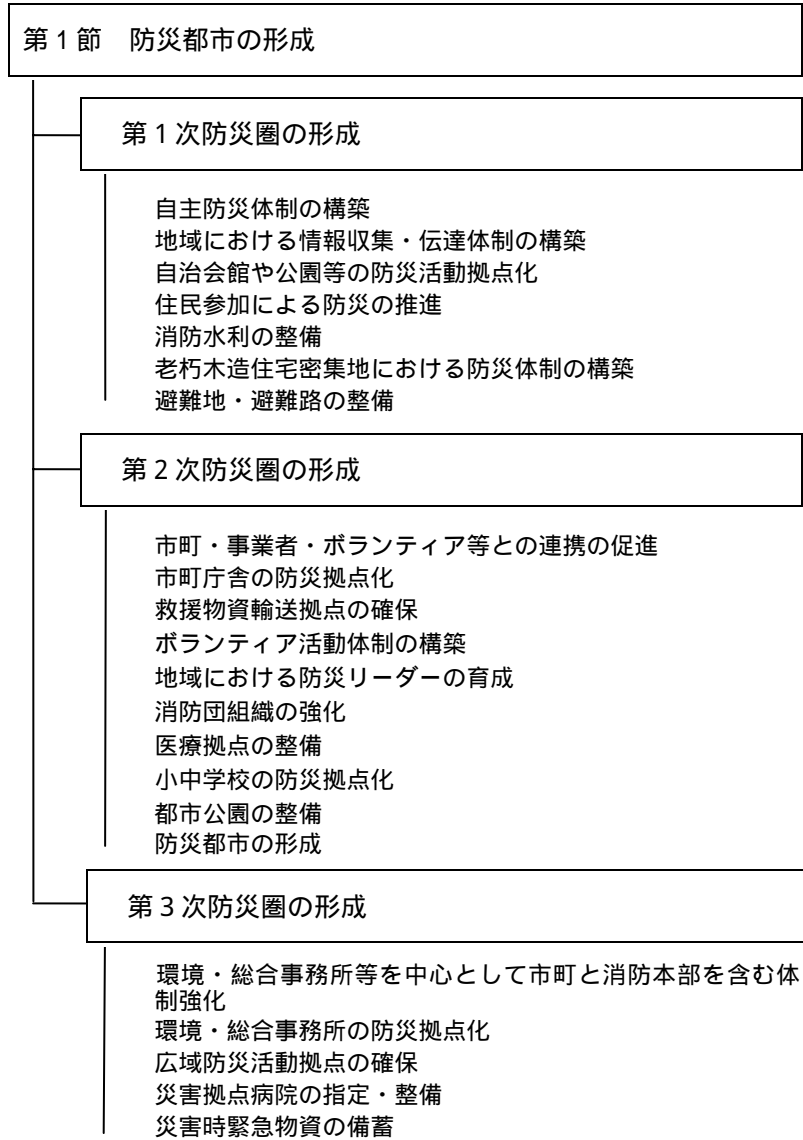 第1節　防災都市の形成
第1次防災圏の形成
自主防災体制の構築
地域における情報収集・伝達体制の構築
自治会館や公園等の防災活動拠点化
住民参加による防災の推進
消防水利の整備
老朽木造住宅密集地における防災体制の構築
避難地・避難路の整備
第2次防災圏の形成
市町・事業者・ボランティア等との連携の促進
市町庁舎の防災拠点化
救援物資輸送拠点の確保
ボランティア活動体制の構築
地域における防災リーダーの育成
消防団組織の強化
医療拠点の整備
小中学校の防災拠点化
都市公園の整備
防災都市の形成
第3次防災圏の形成
環境・総合事務所等を中心として市町と消防本部を含む体
制強化
環境・総合事務所の防災拠点化
広域防災活動拠点の確保
災害拠点病院の指定・整備
災害時緊急物資の備蓄